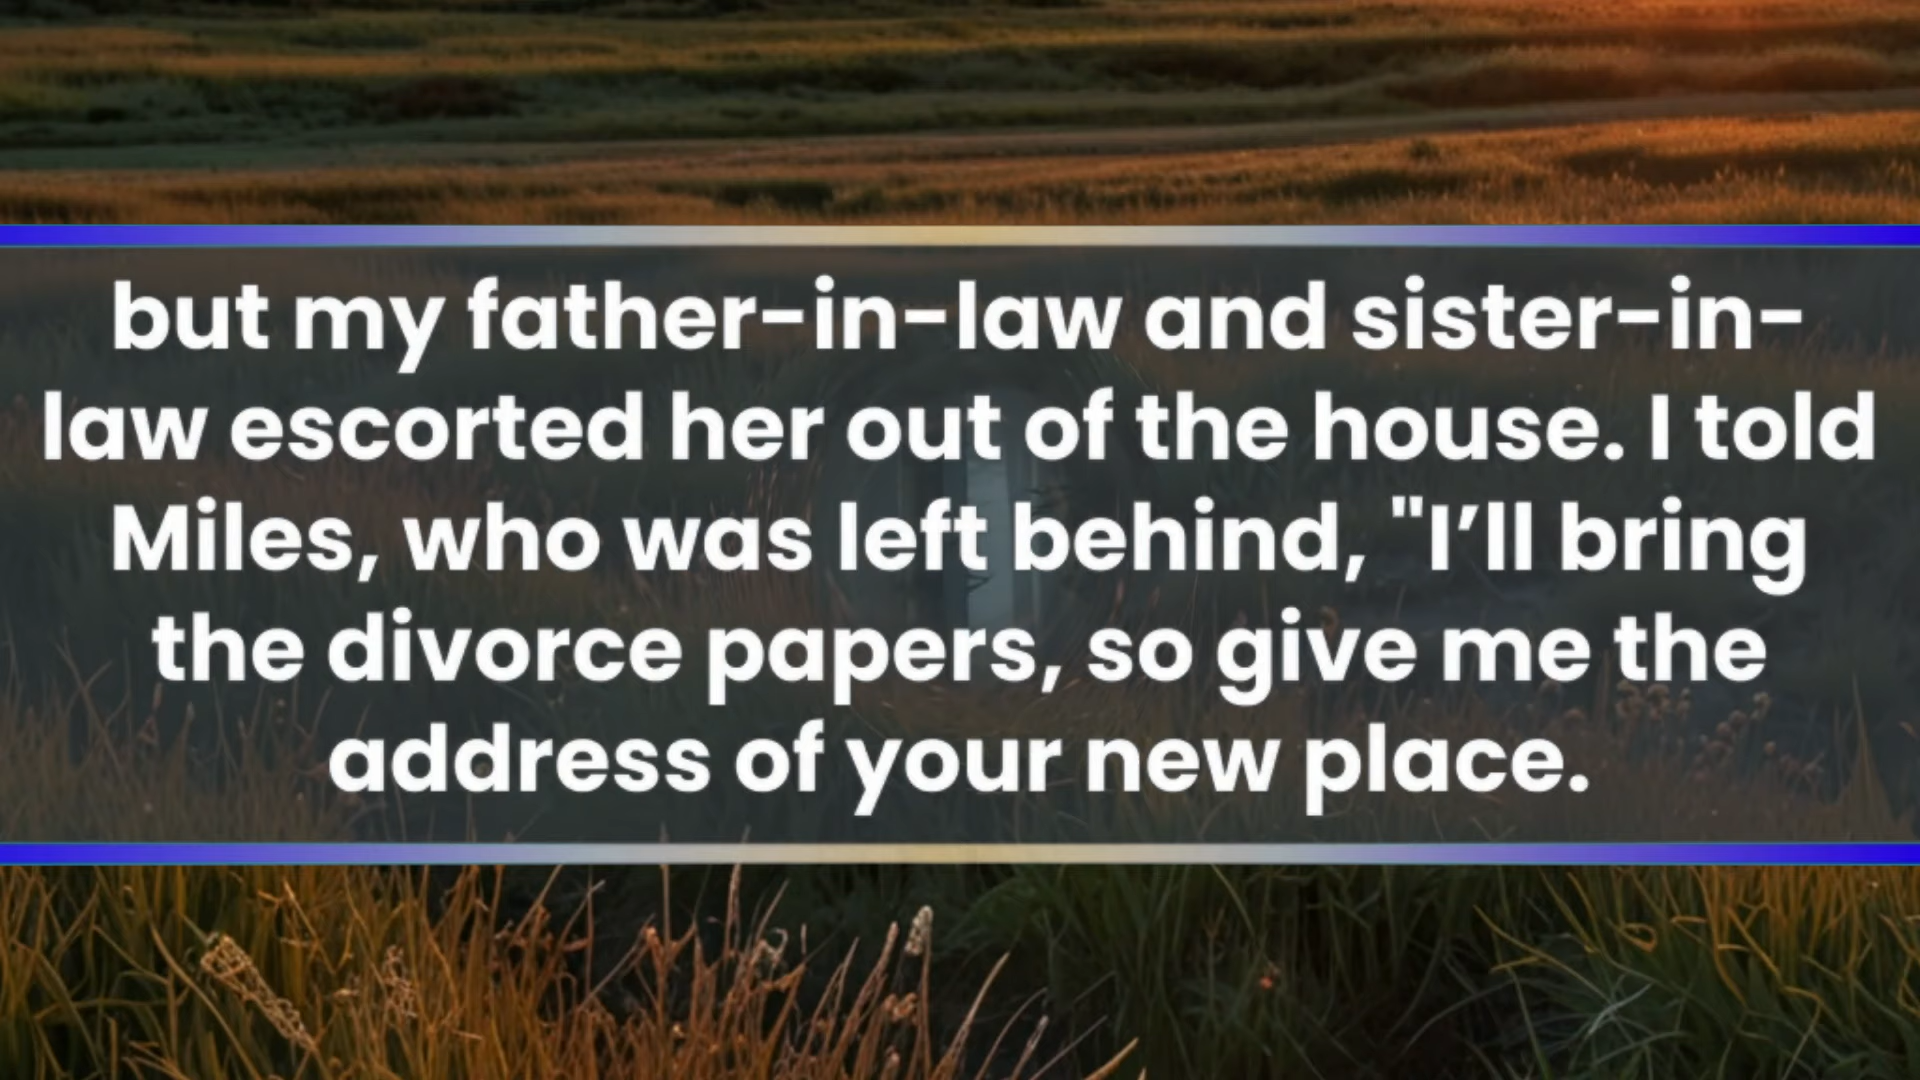 but my father-in-law and sister-in-
law escorted her out of the house. I told
Miles, who was left behind, "I’ll bring
the divorce papers, so give me the
address of your new place.